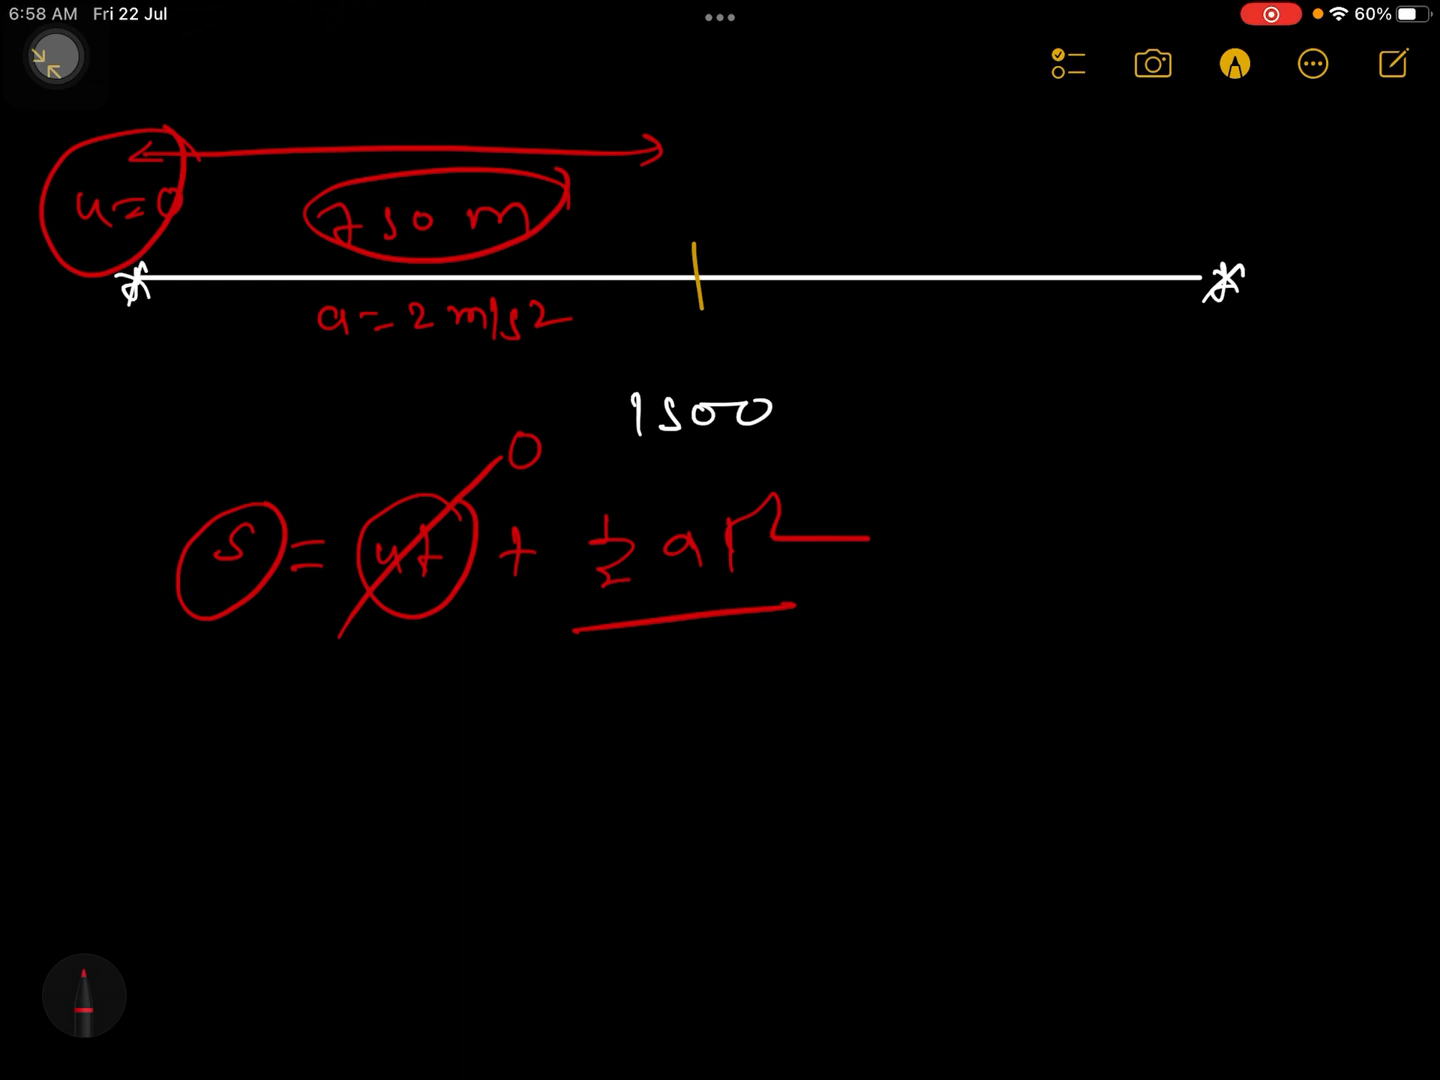 6:58 AM Fri 22 Jul 60%
u=0
750 m
a=2 m/s2
1500
0
s = ut + 1/2 at²